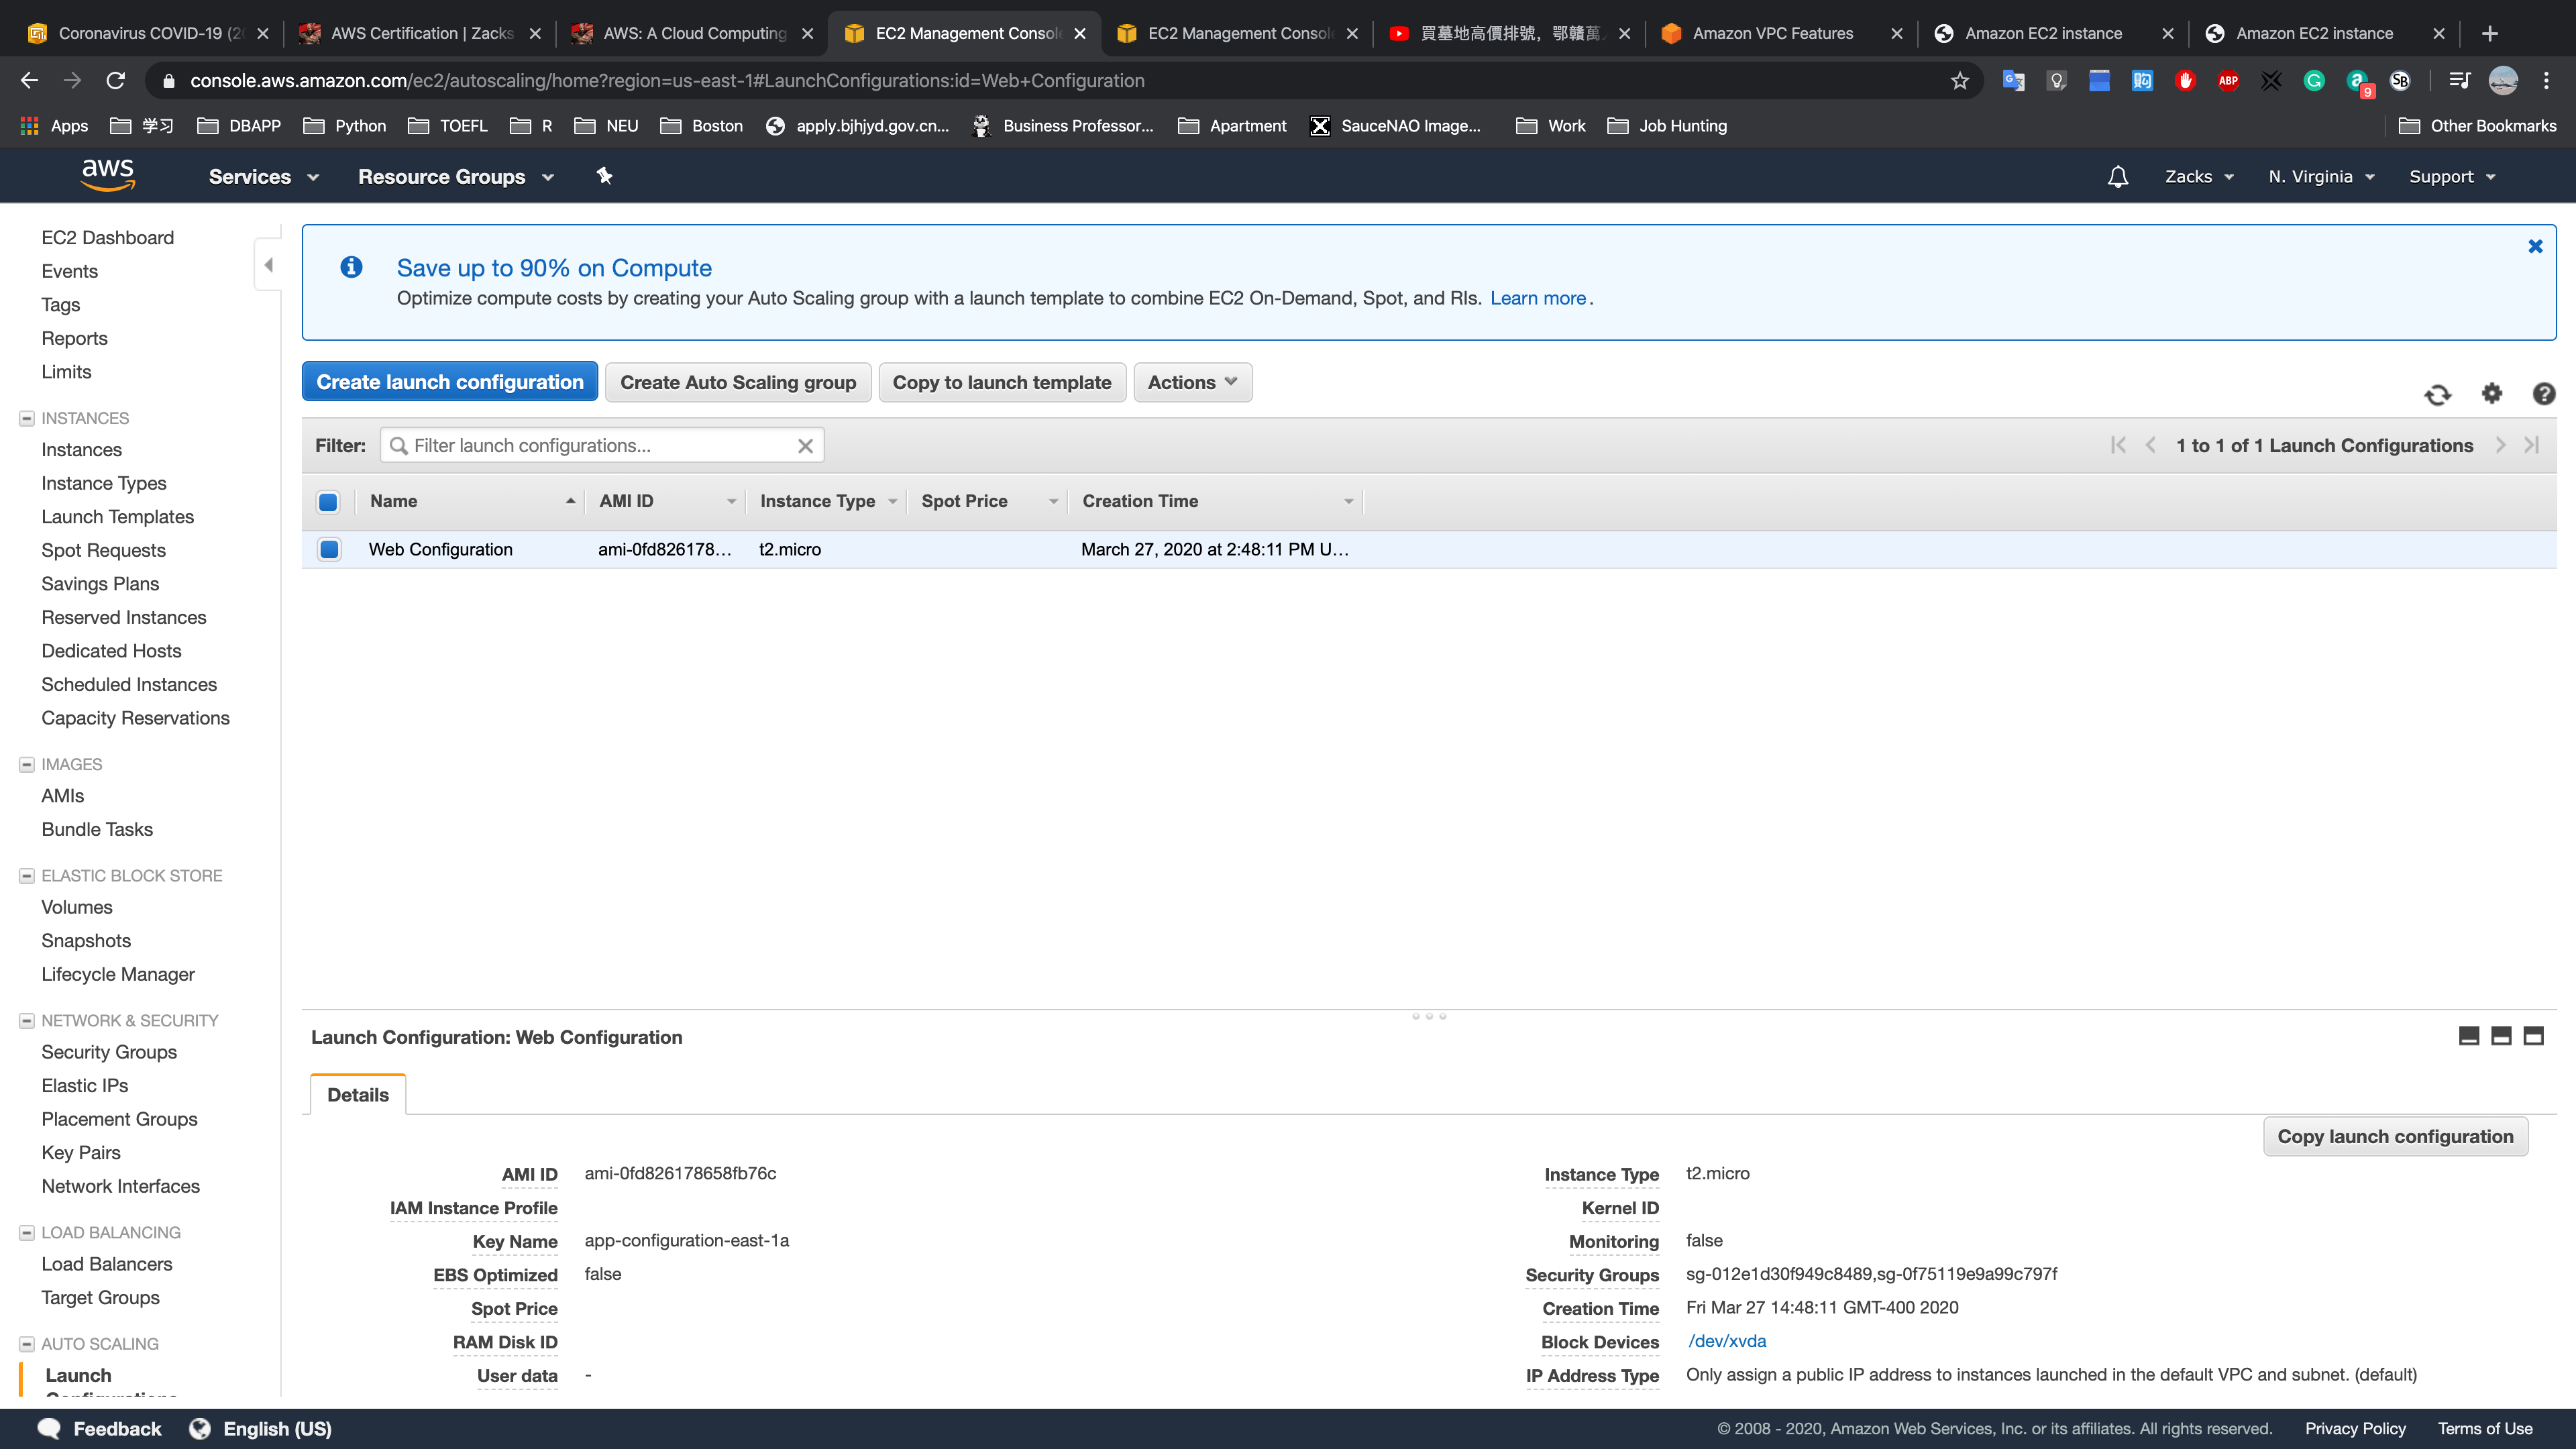 Coronavirus COVID-19 (20
AWS Certification | Zacks
AWS: A Cloud Computing
EC2 Management Console
EC2 Management Console
買墓地高價排號，鄂贛萬人
Amazon VPC Features
Amazon EC2 instance
Amazon EC2 instance
console.aws.amazon.com/ec2/autoscaling/home?region=us-east-1#LaunchConfigurations:id=Web+Configuration
ABP
G
9
SB
Apps
学习
DBAPP
Python
TOEFL
R
NEU
Boston
apply.bjhjyd.gov.cn...
Business Professor...
Apartment
SauceNAO Image...
Work
Job Hunting
Other Bookmarks
aws
Services
Resource Groups
Zacks
N. Virginia
Support
EC2 Dashboard
Events
Tags
Reports
Limits
INSTANCES
Instances
Instance Types
Launch Templates
Spot Requests
Savings Plans
Reserved Instances
Dedicated Hosts
Scheduled Instances
Capacity Reservations
IMAGES
AMIs
Bundle Tasks
ELASTIC BLOCK STORE
Volumes
Snapshots
Lifecycle Manager
NETWORK & SECURITY
Security Groups
Elastic IPs
Placement Groups
Key Pairs
Network Interfaces
LOAD BALANCING
Load Balancers
Target Groups
AUTO SCALING
Launch
Configurations
Save up to 90% on Compute
Optimize compute costs by creating your Auto Scaling group with a launch template to combine EC2 On-Demand, Spot, and RIs. Learn more.
Create launch configuration
Create Auto Scaling group
Copy to launch template
Actions
Filter: Filter launch configurations...
1 to 1 of 1 Launch Configurations
Name AMI ID Instance Type Spot Price Creation Time
Web Configuration ami-0fd826178... t2.micro March 27, 2020 at 2:48:11 PM U...
Launch Configuration: Web Configuration
Details
Copy launch configuration
AMI ID ami-0fd826178658fb76c
IAM Instance Profile
Key Name app-configuration-east-1a
EBS Optimized false
Spot Price
RAM Disk ID
User data -
Instance Type t2.micro
Kernel ID
Monitoring false
Security Groups sg-012e1d30f949c8489,sg-0f75119e9a99c797f
Creation Time Fri Mar 27 14:48:11 GMT-400 2020
Block Devices /dev/xvda
IP Address Type Only assign a public IP address to instances launched in the default VPC and subnet. (default)
Feedback
English (US)
© 2008 - 2020, Amazon Web Services, Inc. or its affiliates. All rights reserved.
Privacy Policy
Terms of Use